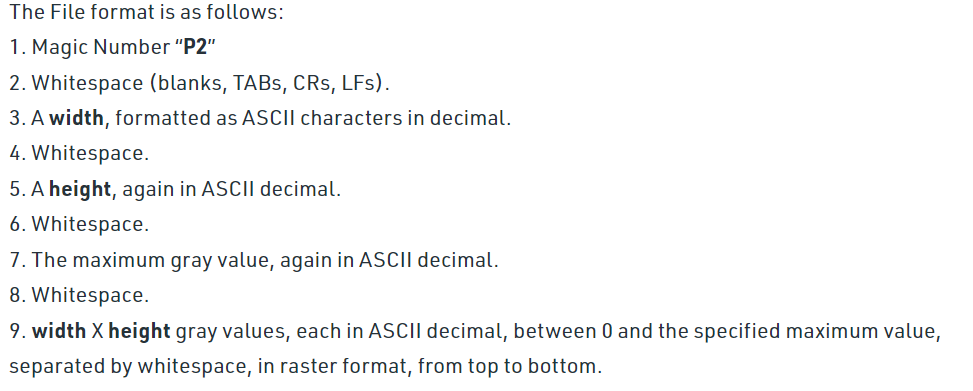 The File format is as follows:
1. Magic Number “P2”
2. Whitespace (blanks, TABs, CRs, LFs).
3. A width, formatted as ASCII characters in decimal.
4. Whitespace.
5. A height, again in ASCII decimal.
6. Whitespace.
7. The maximum gray value, again in ASCII decimal.
8. Whitespace.
9. width X height gray values, each in ASCII decimal, between 0 and the specified maximum value,
separated by whitespace, in raster format, from top to bottom.